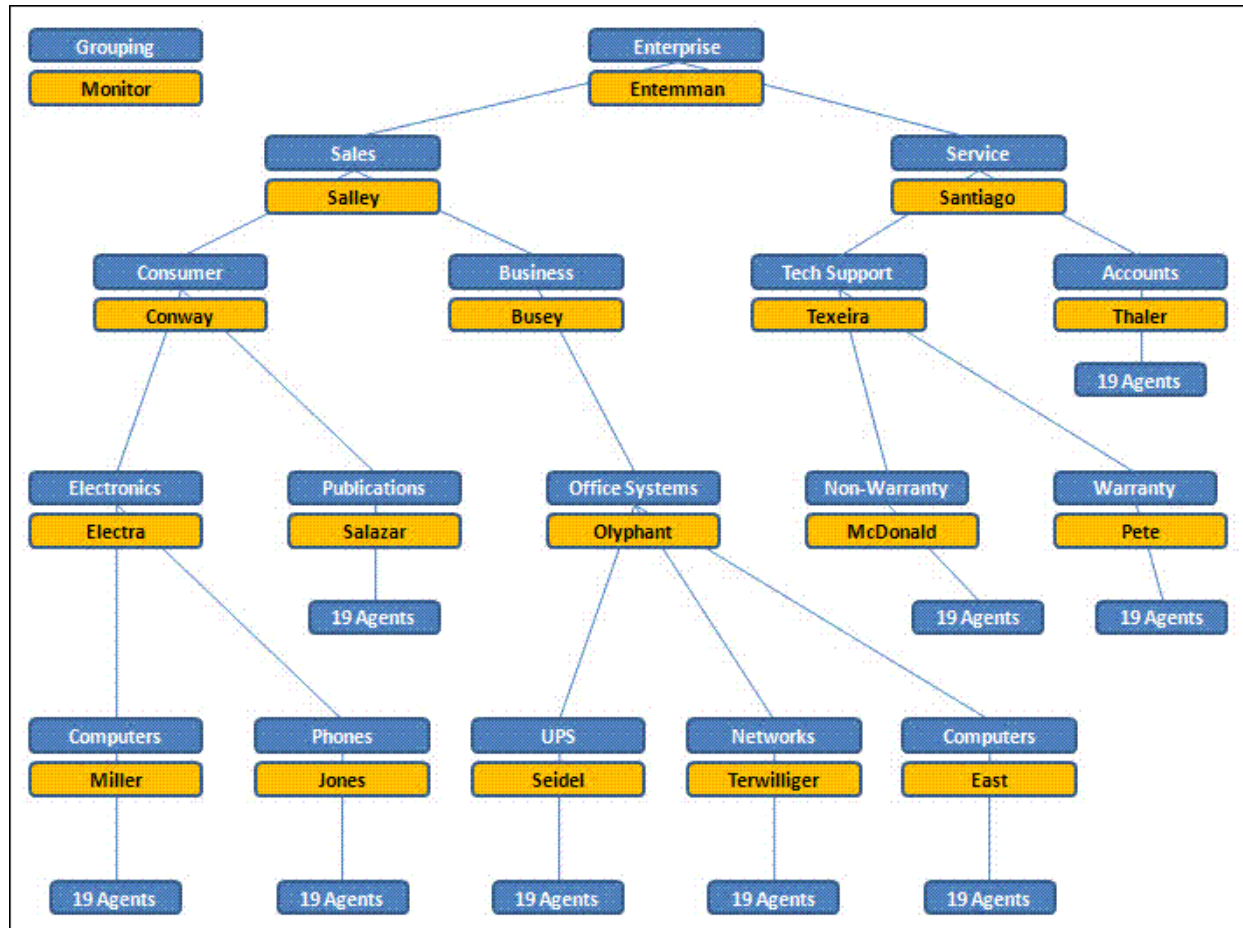 Grouping
Monitor
Enterprise
Entemman
Sales
Salley
Service
Santiago
Consumer
Conway
Business
Busey
Tech Support
Texeira
Accounts
Thaler
19 Agents
Electronics
Electra
Publications
Salazar
19 Agents
Office Systems
Olyphant
Non-Warranty
McDonald
19 Agents
Warranty
Pete
19 Agents
Computers
Miller
19 Agents
Phones
Jones
19 Agents
UPS
Seidel
19 Agents
Networks
Terwilliger
19 Agents
Computers
East
19 Agents